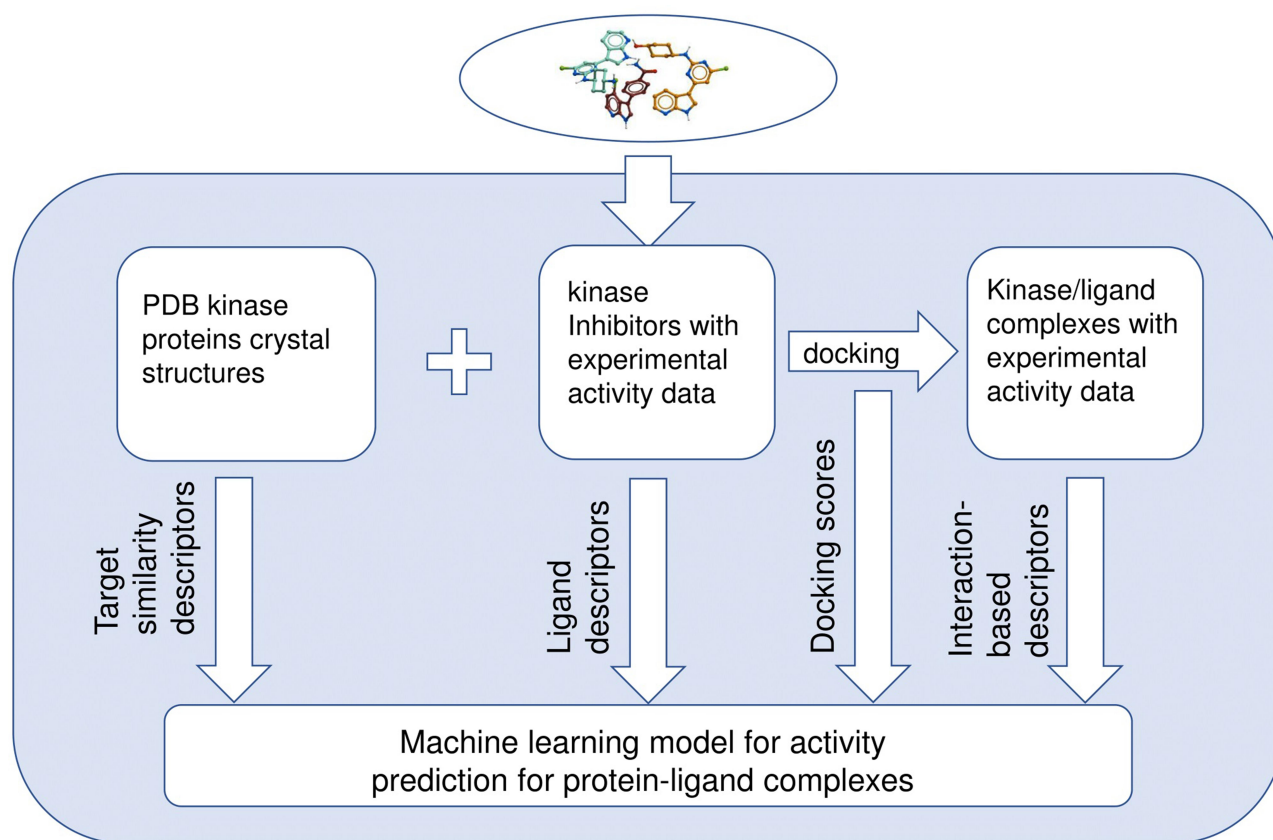 PDB kinase
proteins crystal
structures
kinase
Inhibitors with
experimental
activity data
docking
Kinase/ligand
complexes with
experimental
activity data
Target
similarity
descriptors
Ligand
descriptors
Docking scores
Interaction-
based
descriptors
Machine learning model for activity
prediction for protein-ligand complexes